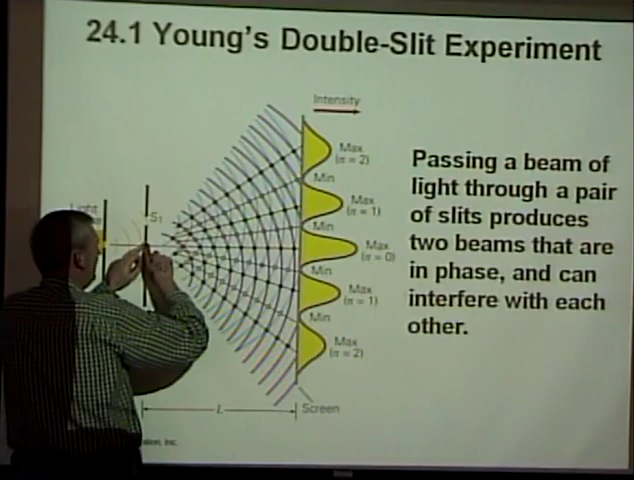 24.1 Young's Double-Slit Experiment
Intensity
Max
(n = 2)
Min
Max
(n = 1)
Min
Max
(n = 0)
Min
Max
(n = 1)
Min
Max
(n = 2)
Light
S₁
L
Screen
Inc.
Passing a beam of
light through a pair
of slits produces
two beams that are
in phase, and can
interfere with each
other.